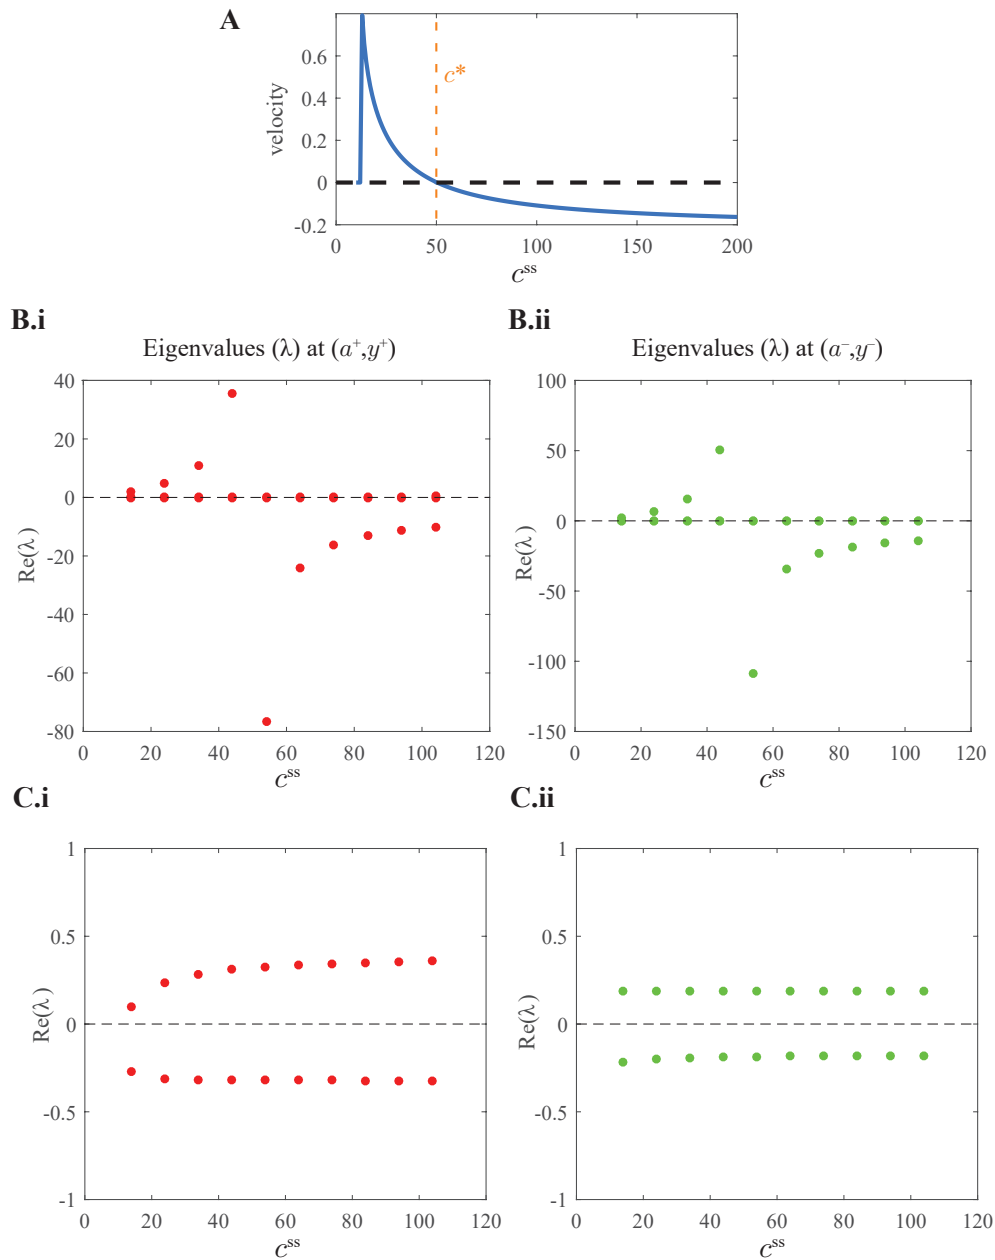 A
velocity
0.6
0.4
0.2
0
-0.2
c*
0 50 100 150 200
c^ss
B.i
Eigenvalues (λ) at (a⁺,y⁺)
Re(λ)
40
20
0
-20
-40
-60
-80
0 20 40 60 80 100 120
c^ss
B.ii
Eigenvalues (λ) at (a⁻,y⁻)
Re(λ)
100
50
0
-50
-100
-150
0 20 40 60 80 100 120
c^ss
C.i
Re(λ)
1
0.5
0
-0.5
-1
0 20 40 60 80 100 120
c^ss
C.ii
Re(λ)
1
0.5
0
-0.5
-1
0 20 40 60 80 100 120
c^ss